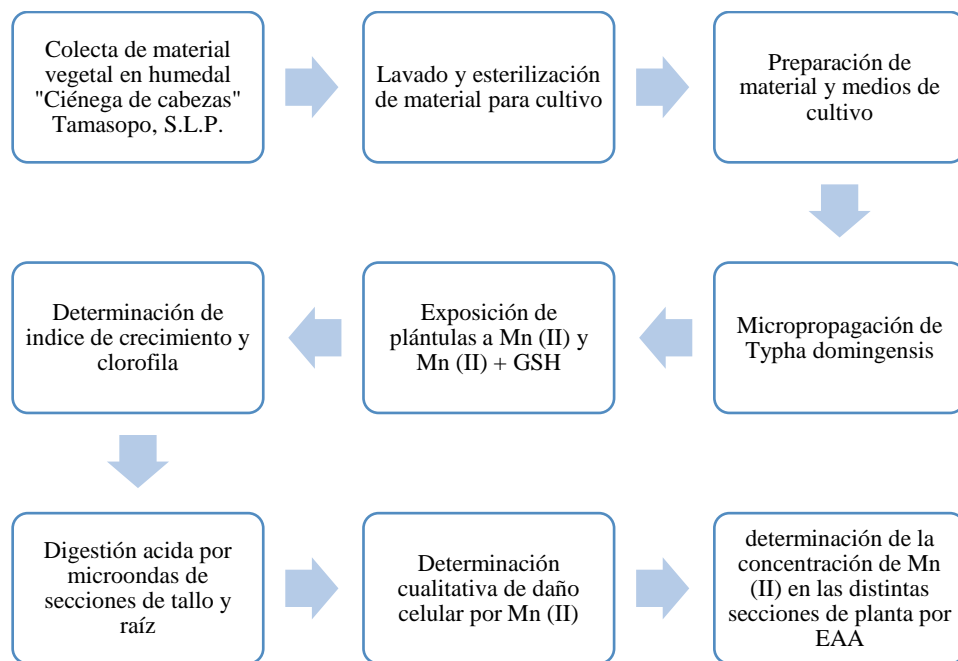 Colecta de material
vegetal en humedal
"Ciénega de cabezas"
Tamasopo, S.L.P.
Lavado y esterilización
de material para cultivo
Preparación de
material y medios de
cultivo
Micropropagación de
Typha domingensis
Exposición de
plántulas a Mn (II) y
Mn (II) + GSH
Determinación de
indice de crecimiento y
clorofila
Digestión acida por
microondas de
secciones de tallo y
raíz
Determinación
cualitativa de daño
celular por Mn (II)
determinación de la
concentración de Mn
(II) en las distintas
secciones de planta por
EAA